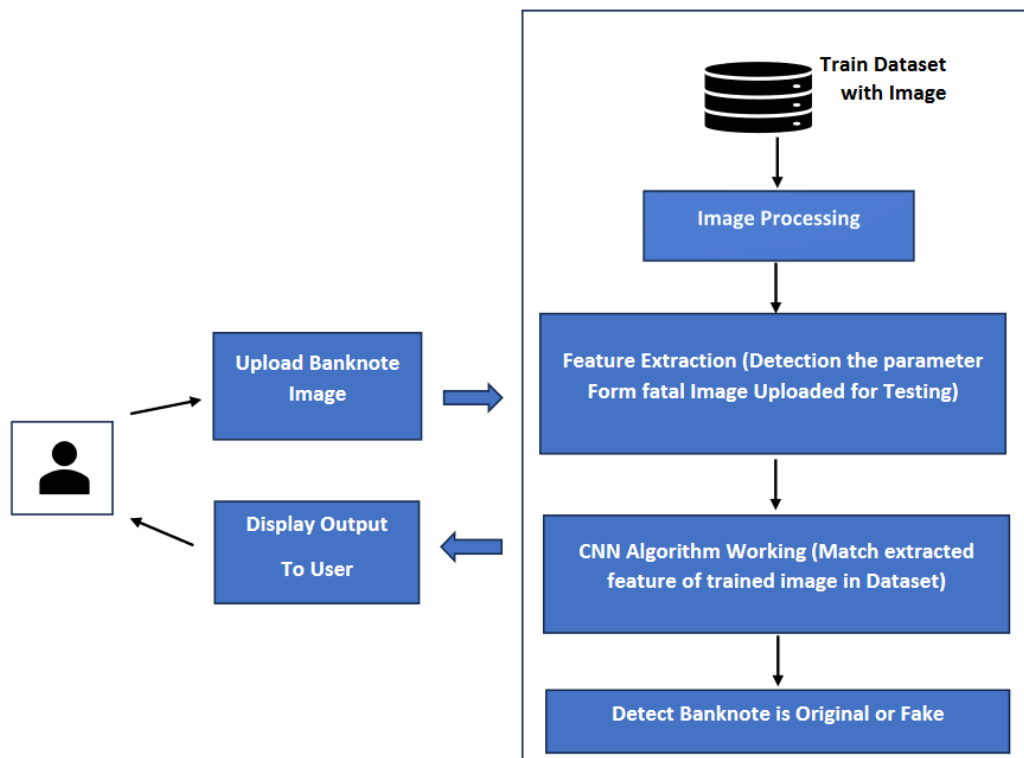 Train Dataset
with Image
Image Processing
Feature Extraction (Detection the parameter
Form fatal Image Uploaded for Testing)
Upload Banknote
Image
Display Output
To User
CNN Algorithm Working (Match extracted
feature of trained image in Dataset)
Detect Banknote is Original or Fake